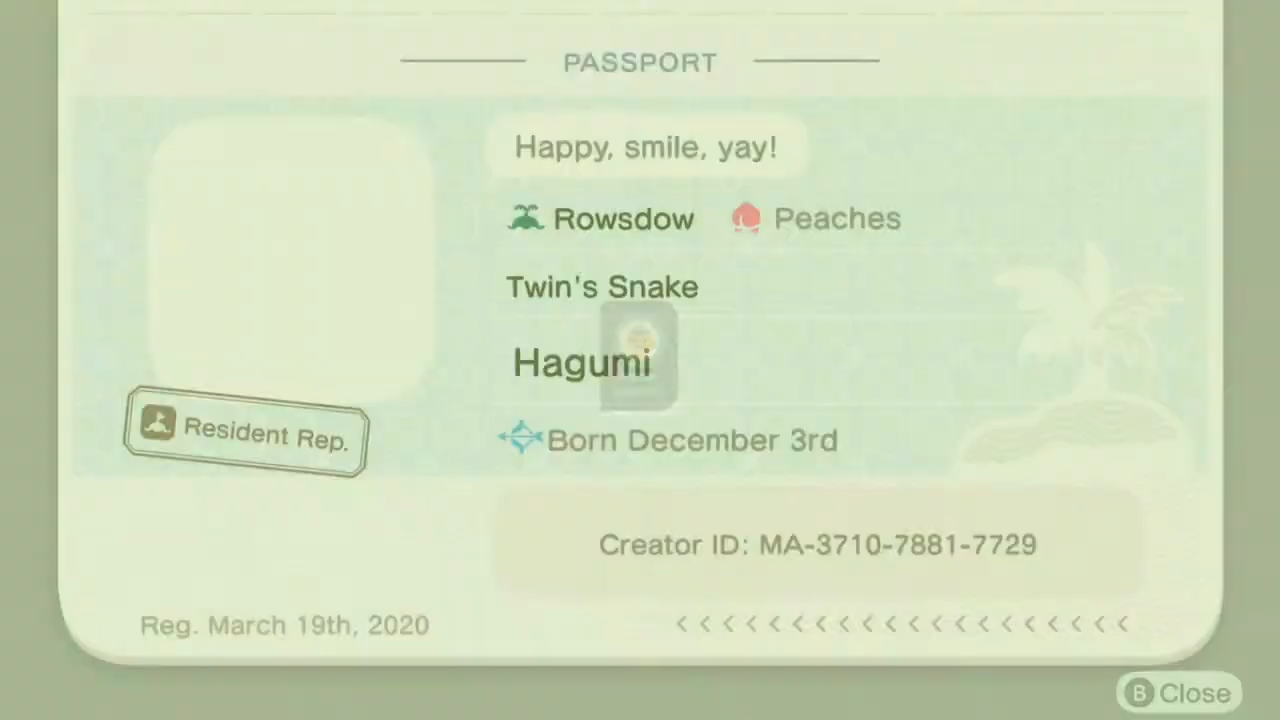 PASSPORT
Happy, smile, yay!
Rowsdow Peaches
Twin's Snake
Hagumi
Resident Rep.
Born December 3rd
Creator ID: MA-3710-7881-7729
Reg. March 19th, 2020
< < < < < < < < < < < < < < < < < < < <
B Close